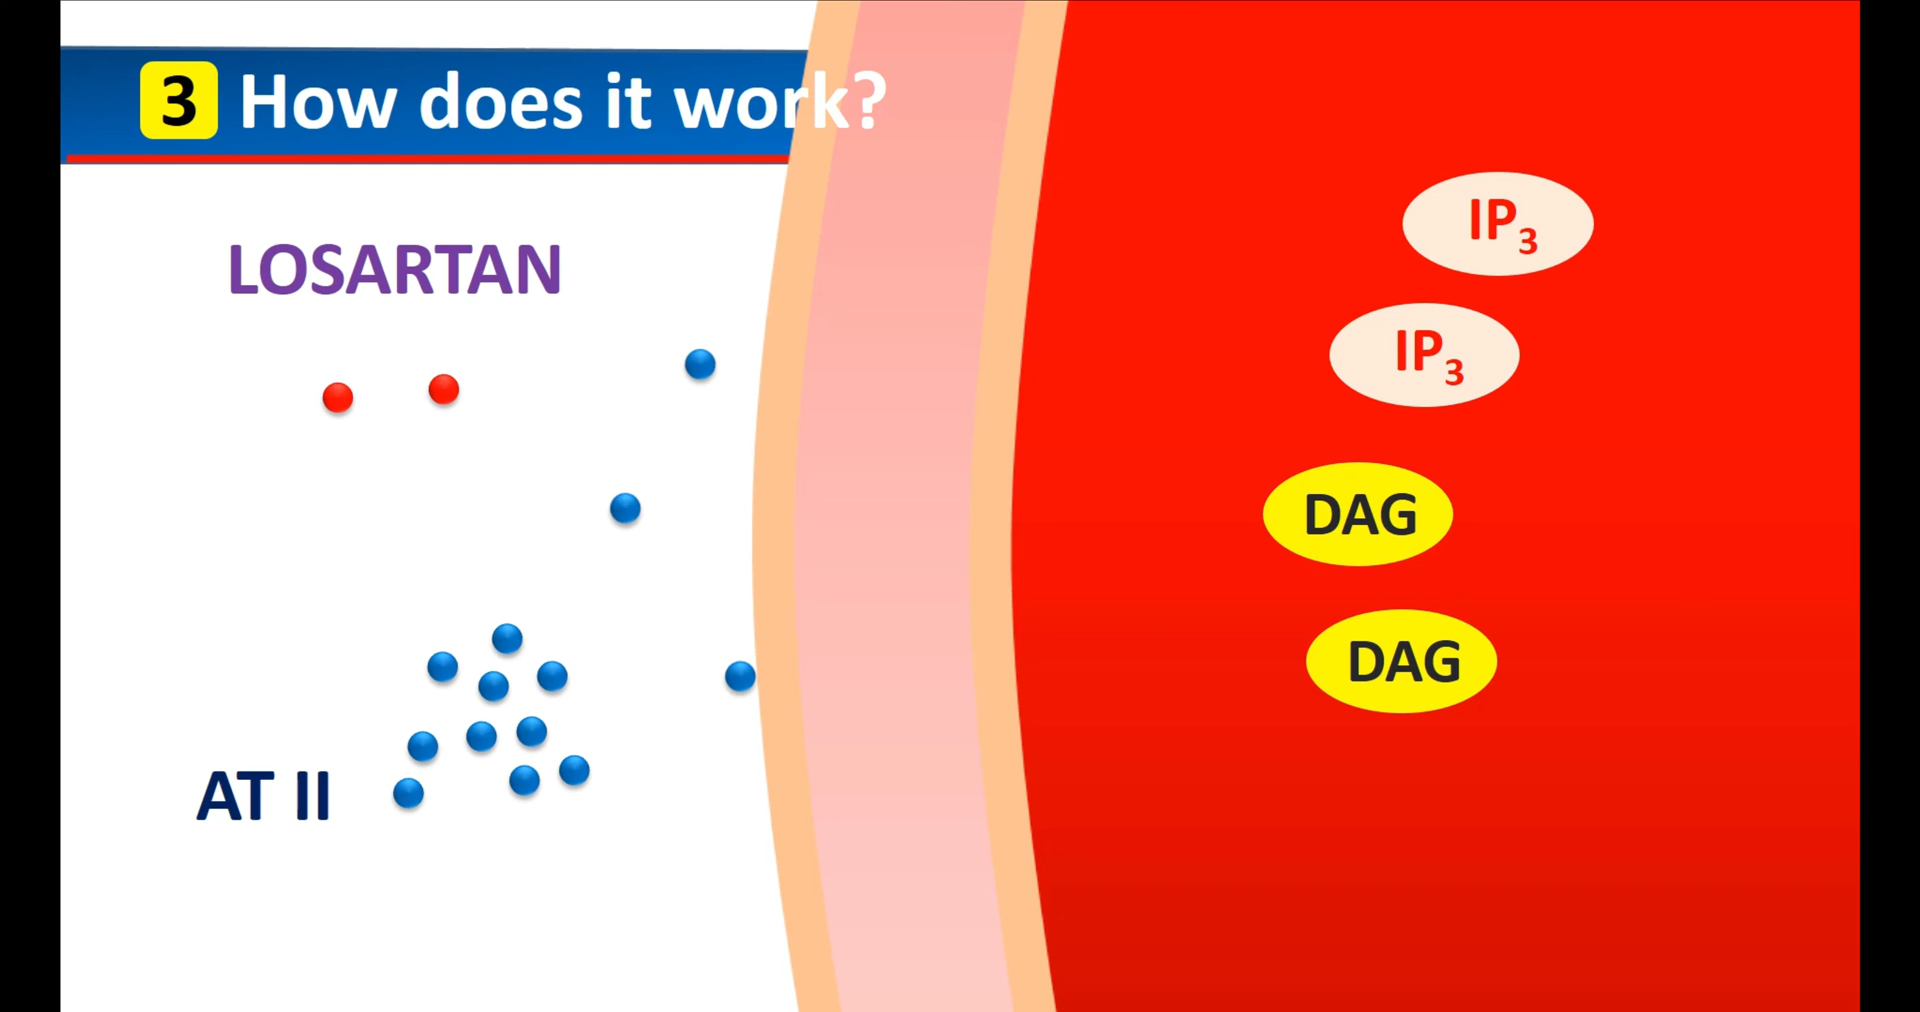 3 How does it work?
LOSARTAN
IP3
IP3
DAG
DAG
AT II